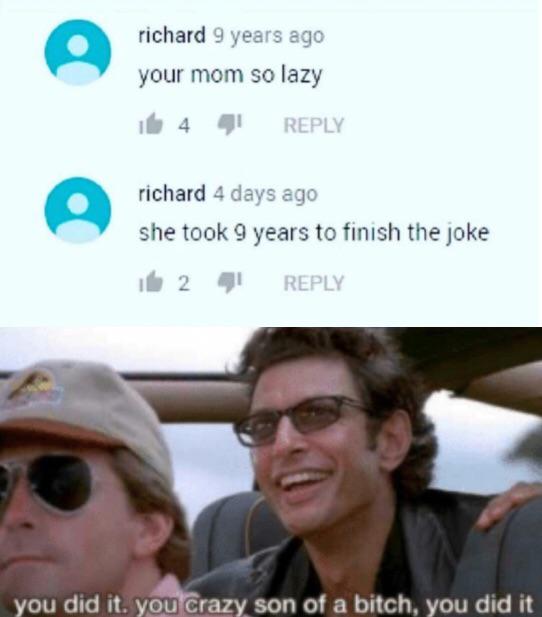 richard 9 years ago
your mom so lazy
4 REPLY
richard 4 days ago
she took 9 years to finish the joke
2 REPLY
you did it. you crazy son of a bitch, you did it